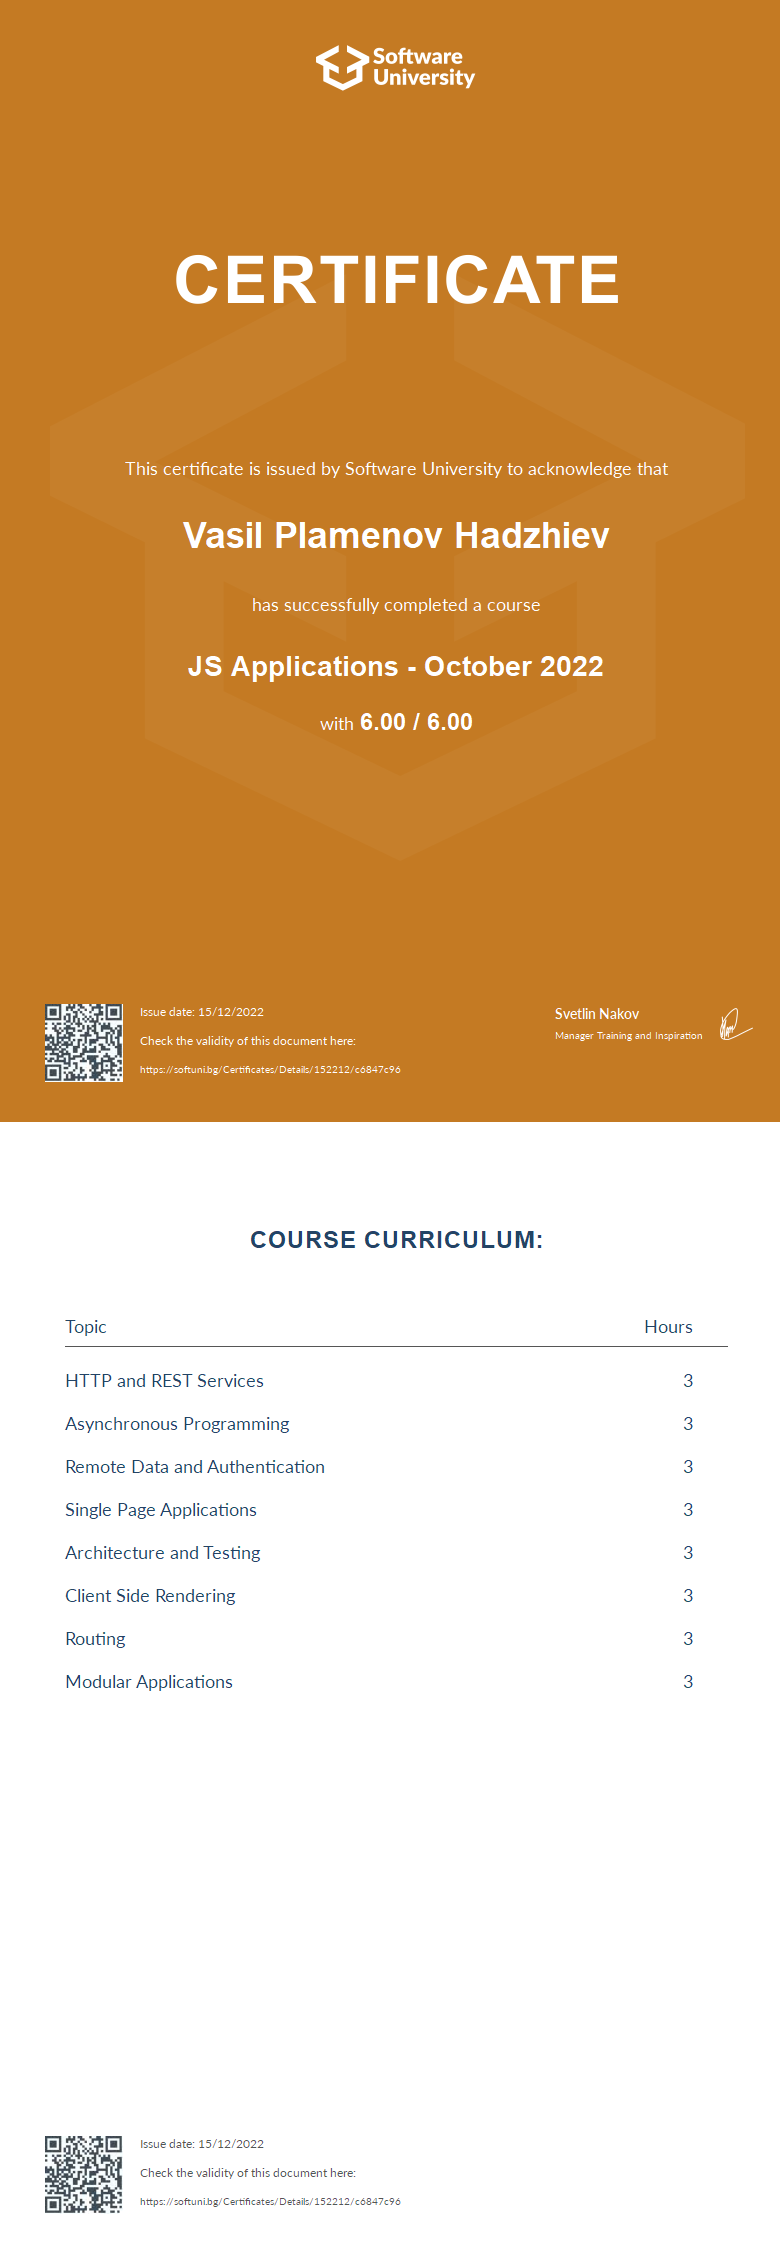 Software
University
CERTIFICATE
This certificate is issued by Software University to acknowledge that
Vasil Plamenov Hadzhiev
has successfully completed a course
JS Applications - October 2022
with 6.00 / 6.00
Issue date: 15/12/2022
Check the validity of this document here:
https://softuni.bg/Certificates/Details/152212/c6847c96
Svetlin Nakov
Manager Training and Inspiration
COURSE CURRICULUM:
Topic Hours
HTTP and REST Services 3
Asynchronous Programming 3
Remote Data and Authentication 3
Single Page Applications 3
Architecture and Testing 3
Client Side Rendering 3
Routing 3
Modular Applications 3
Issue date: 15/12/2022
Check the validity of this document here:
https://softuni.bg/Certificates/Details/152212/c6847c96